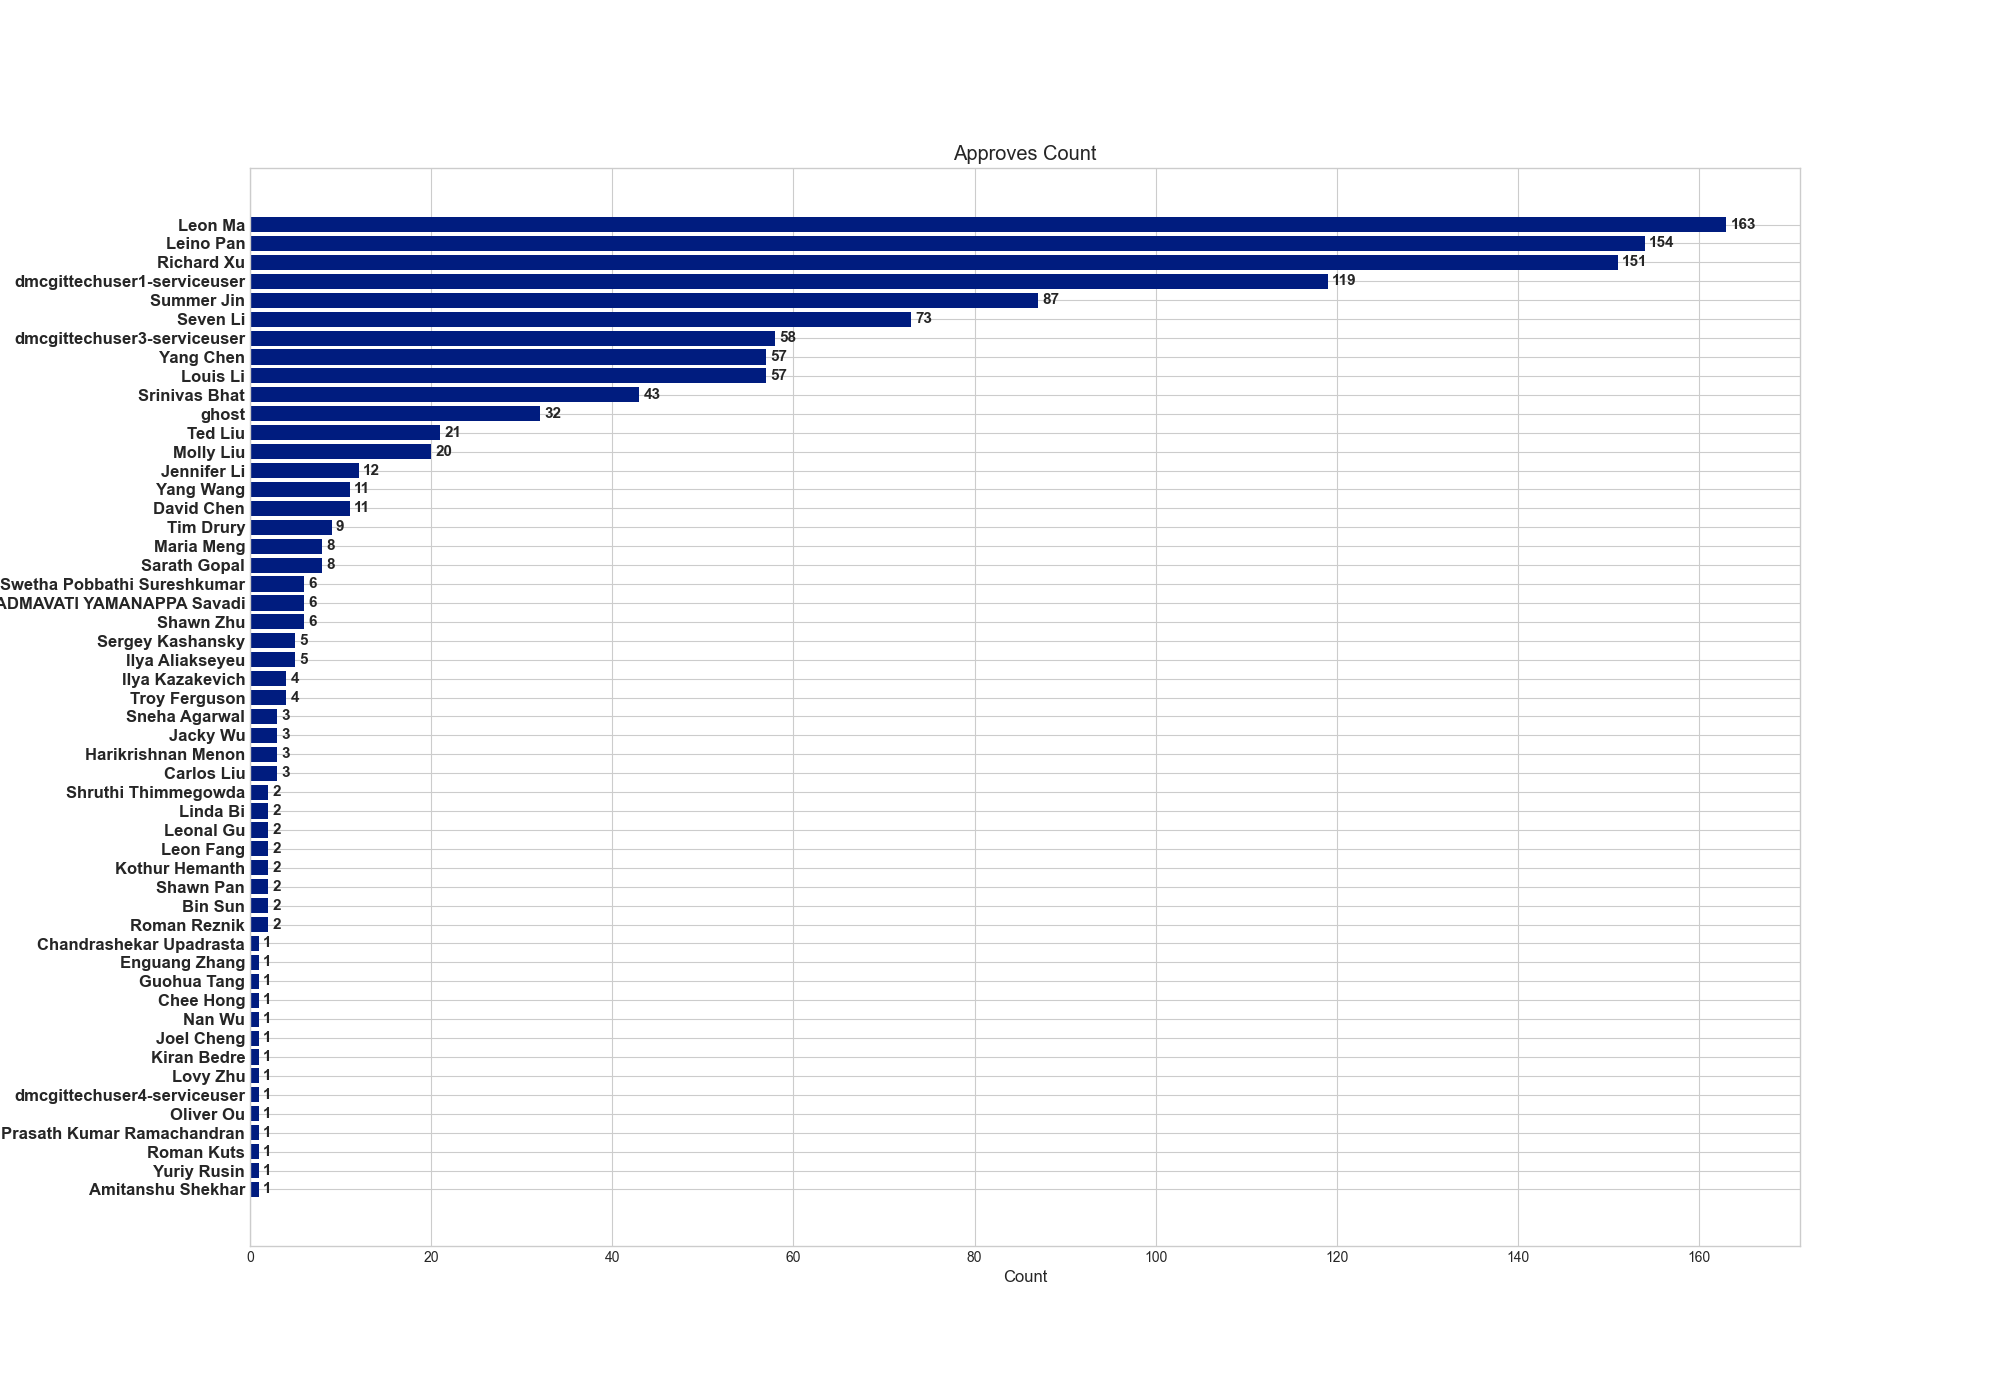 Approves Count
Leon Ma 163
Leino Pan 154
Richard Xu 151
dmcgittechuser1-serviceuser 119
Summer Jin 87
Seven Li 73
dmcgittechuser3-serviceuser 58
Yang Chen 57
Louis Li 57
Srinivas Bhat 43
ghost 32
Ted Liu 21
Molly Liu 20
Jennifer Li 12
Yang Wang 11
David Chen 11
Tim Drury 9
Maria Meng 8
Sarath Gopal 8
Swetha Pobbathi Sureshkumar 6
ADMAVATI YAMANAPPA Savadi 6
Shawn Zhu 6
Sergey Kashansky 5
Ilya Aliakseyeu 5
Ilya Kazakevich 4
Troy Ferguson 4
Sneha Agarwal 3
Jacky Wu 3
Harikrishnan Menon 3
Carlos Liu 3
Shruthi Thimmegowda 2
Linda Bi 2
Leonal Gu 2
Leon Fang 2
Kothur Hemanth 2
Shawn Pan 2
Bin Sun 2
Roman Reznik 2
Chandrashekar Upadrasta 1
Enguang Zhang 1
Guohua Tang 1
Chee Hong 1
Nan Wu 1
Joel Cheng 1
Kiran Bedre 1
Lovy Zhu 1
dmcgittechuser4-serviceuser 1
Oliver Ou 1
Prasath Kumar Ramachandran 1
Roman Kuts 1
Yuriy Rusin 1
Amitanshu Shekhar 1
0 20 40 60 80 100 120 140 160
Count